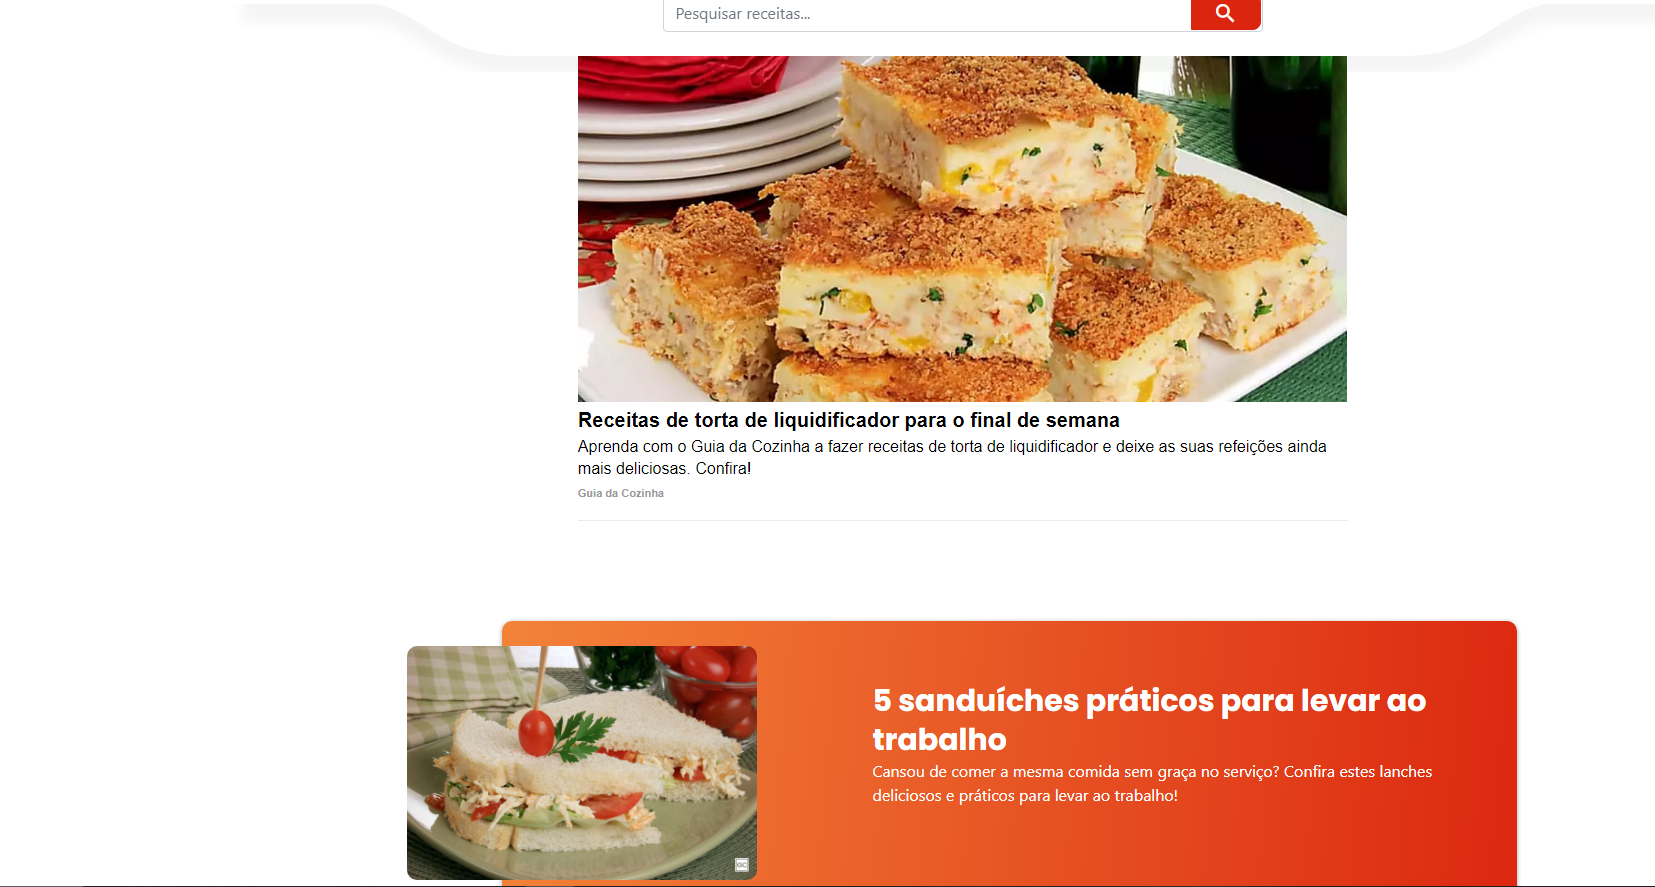 Pesquisar receitas...
Receitas de torta de liquidificador para o final de semana
Aprenda com o Guia da Cozinha a fazer receitas de torta de liquidificador e deixe as suas refeições ainda
mais deliciosas. Confira!
Guia da Cozinha
5 sanduíches práticos para levar ao
trabalho
Cansou de comer a mesma comida sem graça no serviço? Confira estes lanches
deliciosos e práticos para levar ao trabalho!
GC